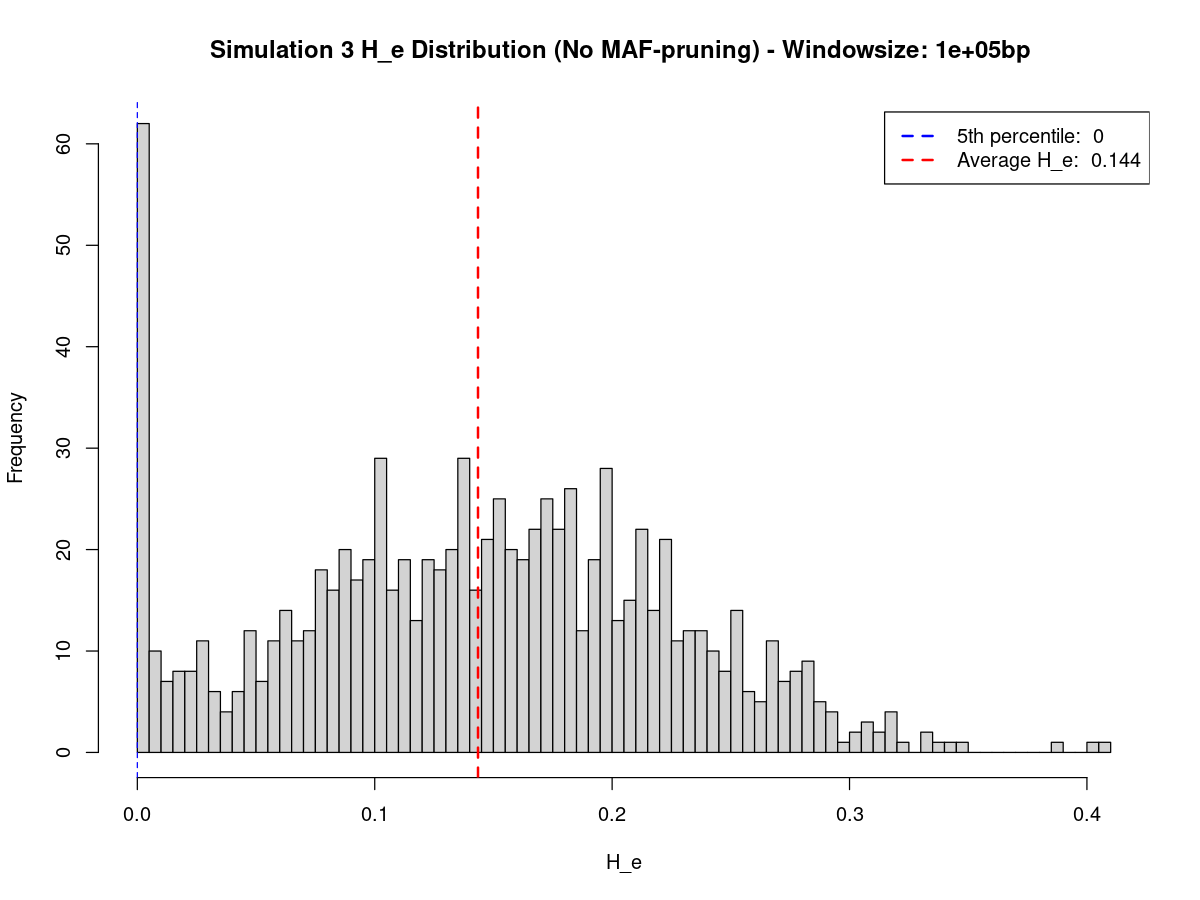 Simulation 3 H_e Distribution (No MAF-pruning) - Windowsize: 1e+05bp
5th percentile: 0
Average H_e: 0.144
Frequency
60
50
40
30
20
10
0
0.0 0.1 0.2 0.3 0.4
H_e